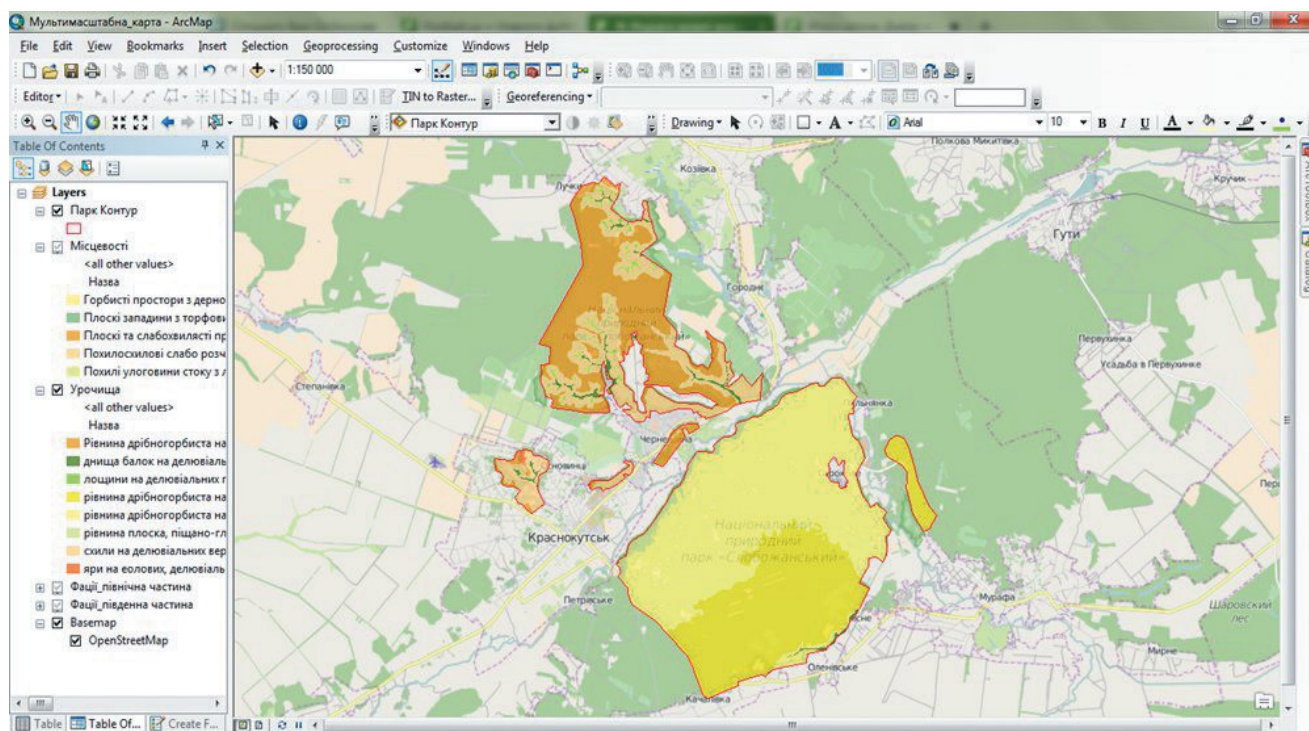 Мультимасштабна_карта - ArcMap
File Edit View Bookmarks Insert Selection Geoprocessing Customize Windows Help
1:150 000
Editor TIN to Raster... Georeferencing
Парк Контур Drawing A Arial 10 B I U A
Table Of Contents
Layers
Парк Контур
Місцевості
<all other values>
Назва
Горбисті простори з дерно
Плоскі западини з торфови
Плоскі та слабохвилясті пр
Похилосхилові слабо розч
Похилі улоговини стоку з л
Урочища
<all other values>
Назва
Рівнина дрібногорбиста на
днища балок на делювіаль
лощини на делювіальних г
рівнина дрібногорбиста на
рівнина дрібногорбиста на
рівнина плоска, піщано-гл
схили на делювіальних вер
яри на еолових, делювіаль
Фації_північна частина
Фації_південна частина
Basemap
OpenStreetMap
Table Table Of... Create F...
Полкова Микитівка
Козіївка
Лучки
Кручик
Гути
Городнє
Первухинка
Усадьба в Первухинке
Степанівка
Краснокутськ
Національний
природний
парк «Слобожанський»
Петрівське
Мурафа
Шаровский
лес
Мирне
Оленівське
Качалівка